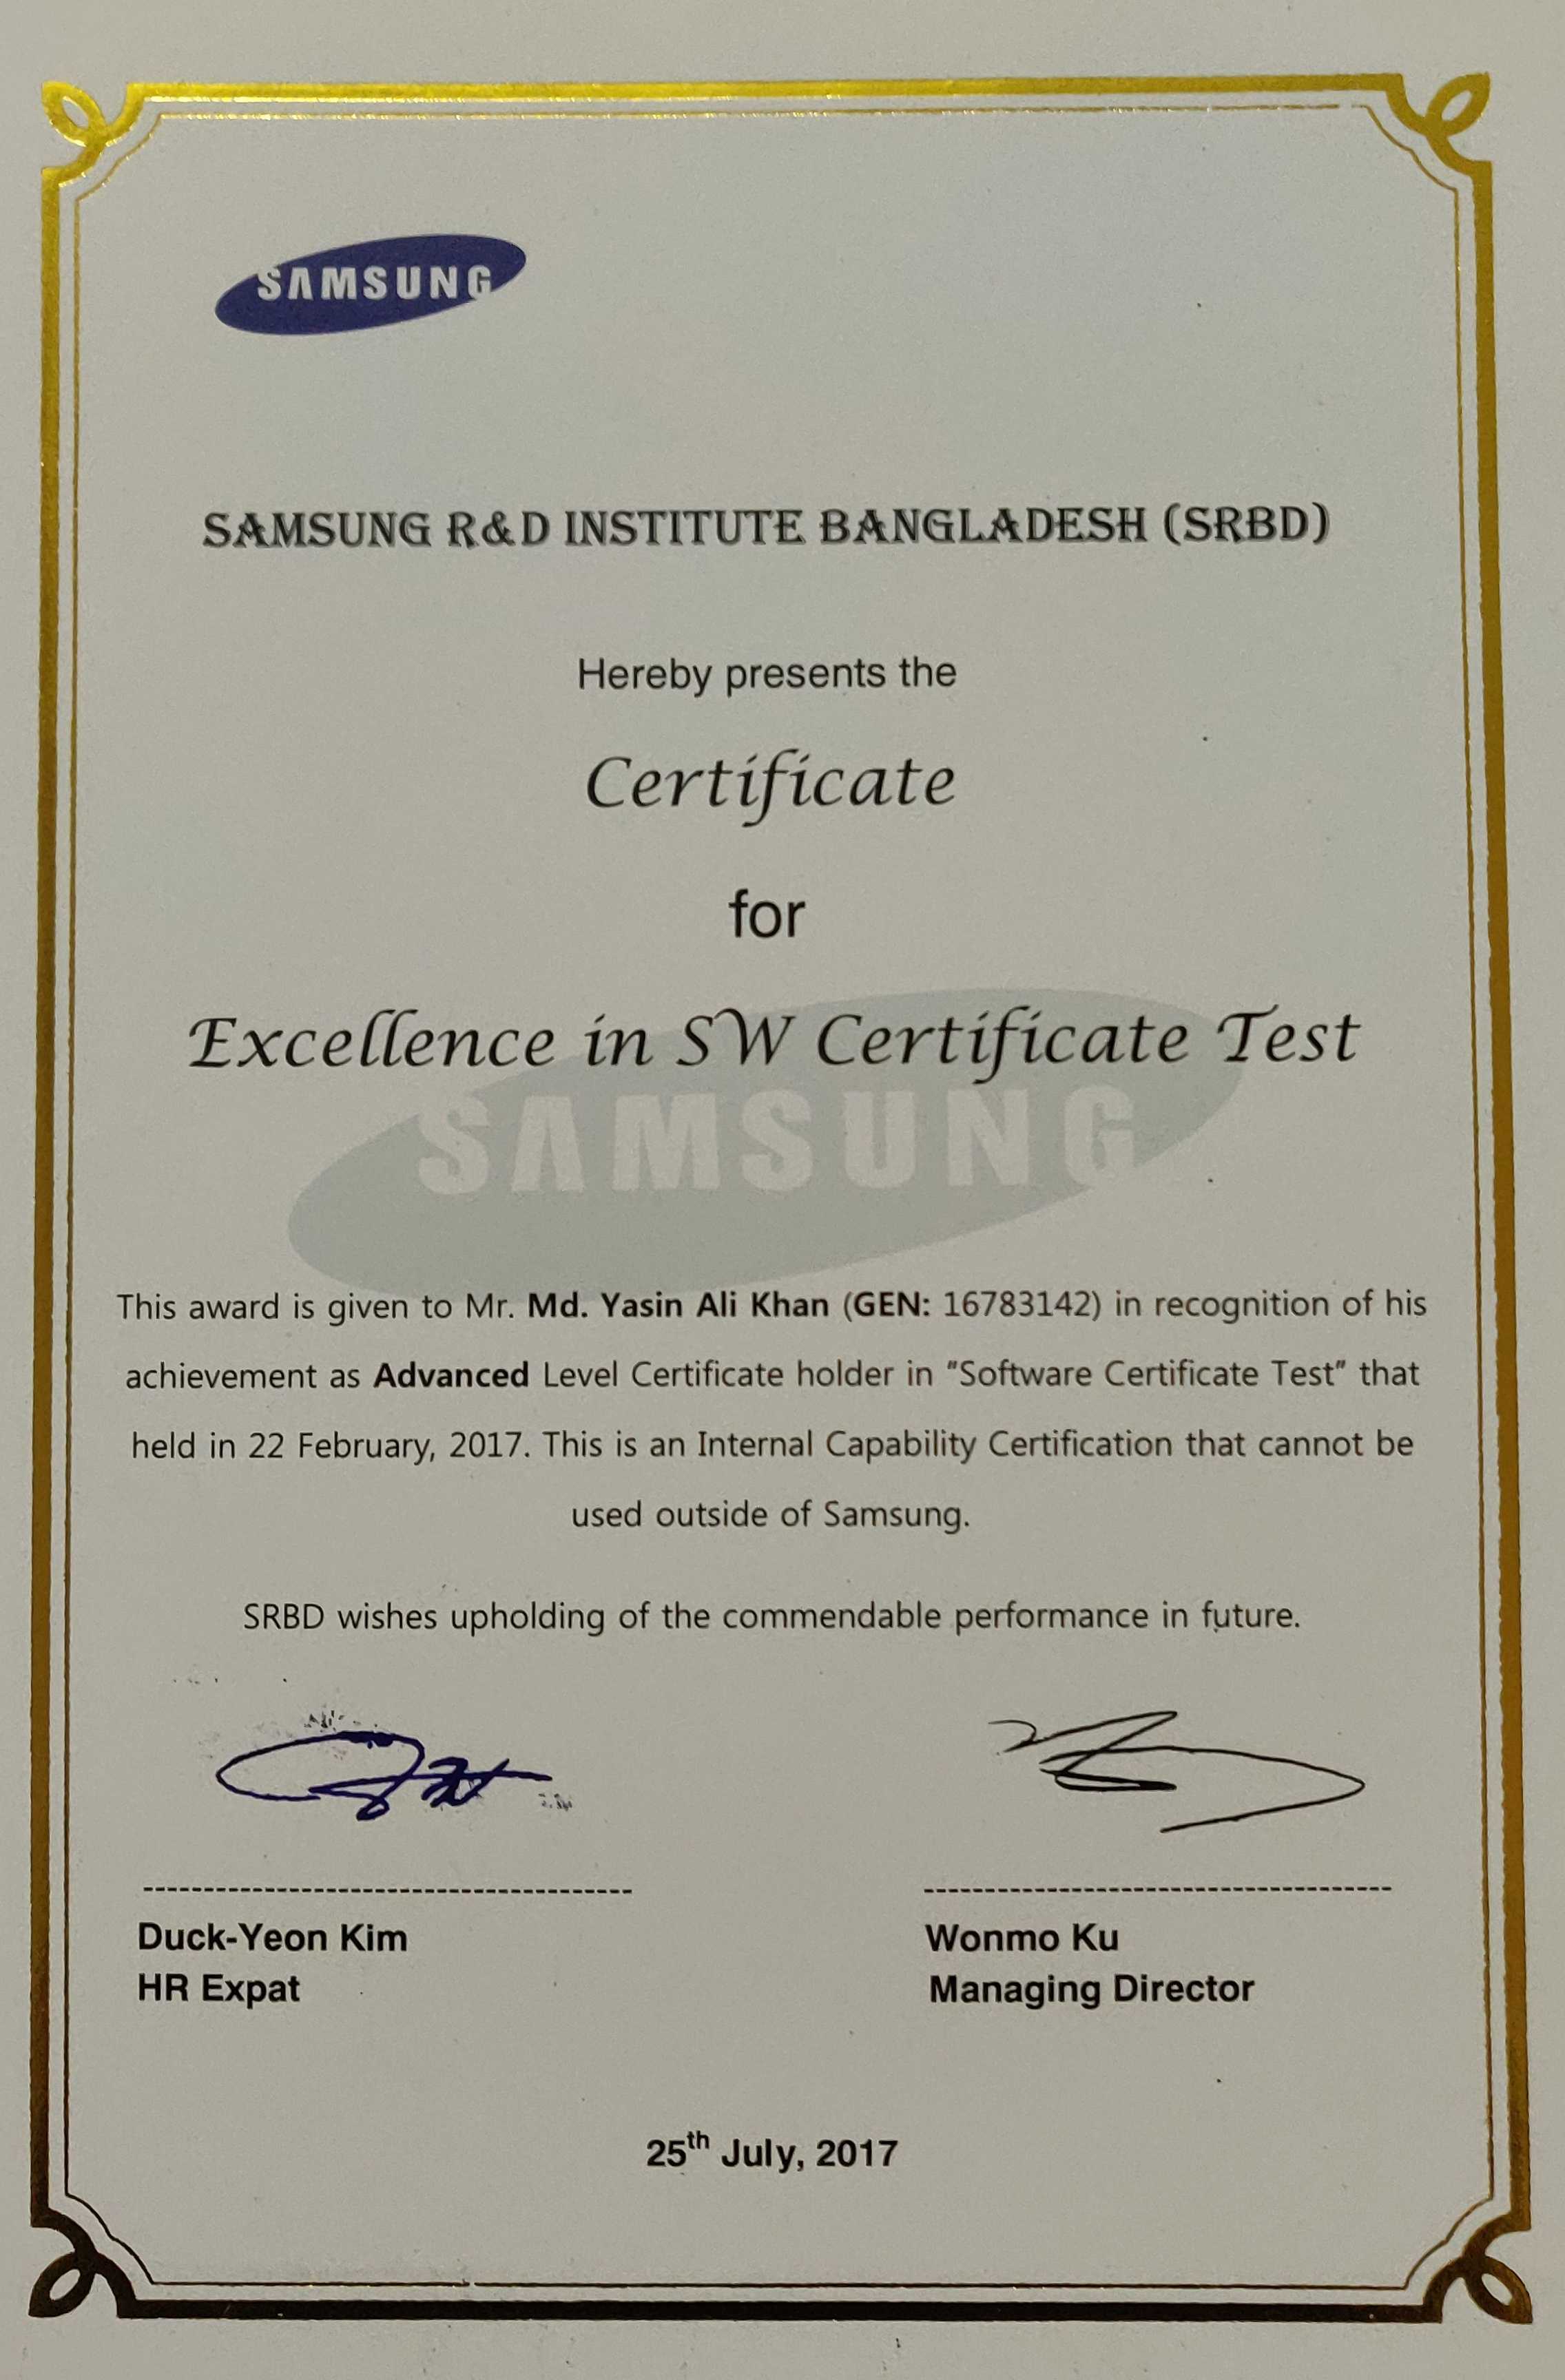 SAMSUNG
SAMSUNG R&D INSTITUTE BANGLADESH (SRBD)
Hereby presents the
Certificate
for
Excellence in SW Certificate Test
SAMSUNG
This award is given to Mr. Md. Yasin Ali Khan (GEN: 16783142) in recognition of his
achievement as Advanced Level Certificate holder in "Software Certificate Test" that
held in 22 February, 2017. This is an Internal Capability Certification that cannot be
used outside of Samsung.
SRBD wishes upholding of the commendable performance in future.
Duck-Yeon Kim
HR Expat
Wonmo Ku
Managing Director
25th July, 2017